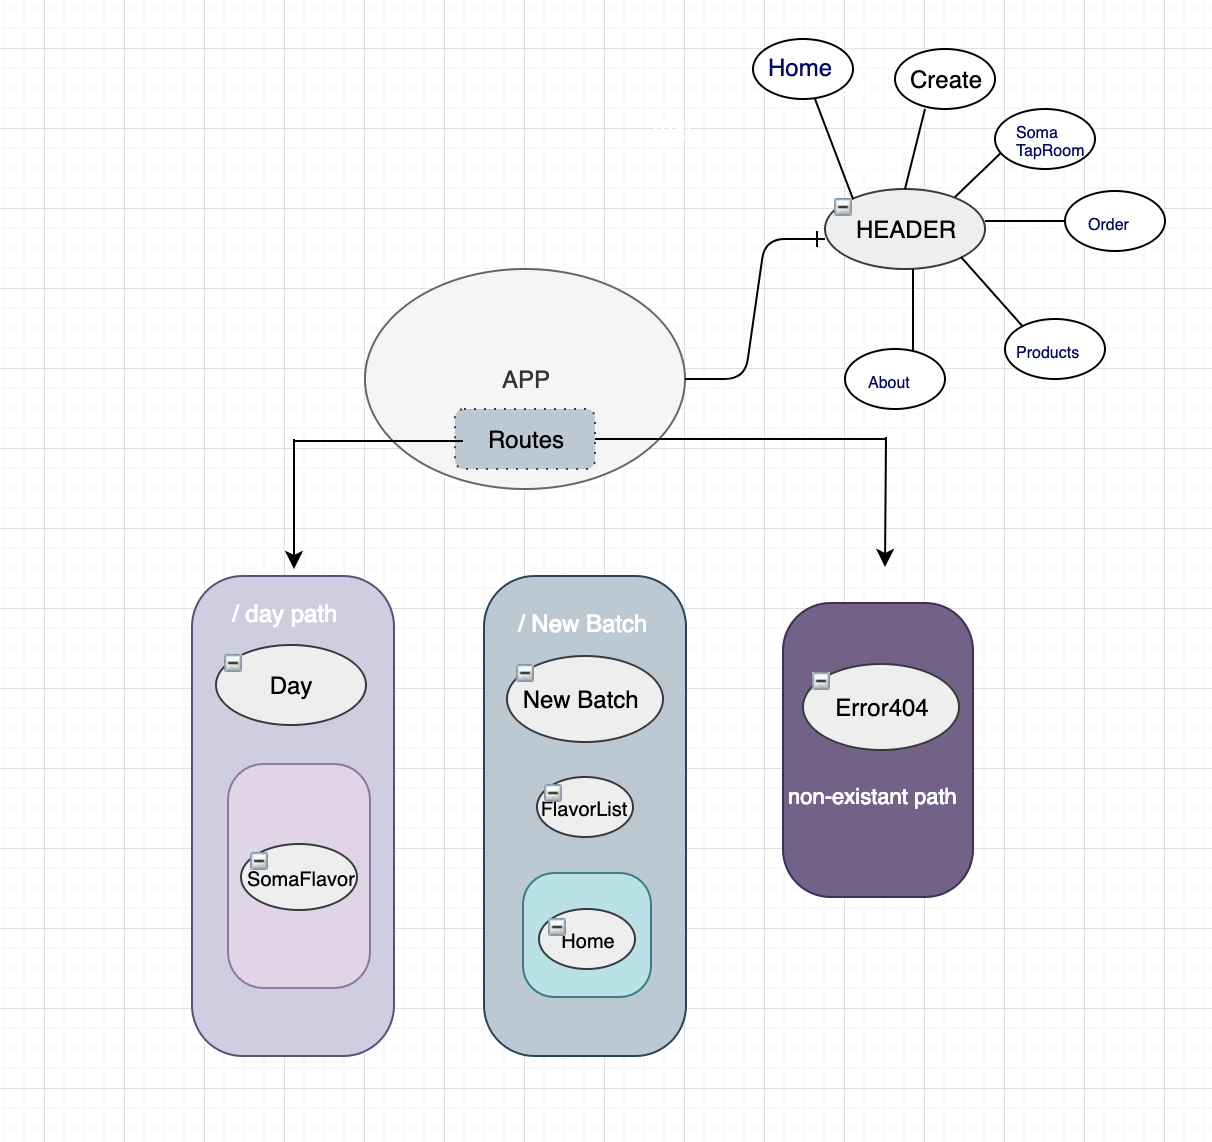 Home
Create
Soma
TapRoom
HEADER
Order
Products
About
APP
Routes
/ day path
Day
SomaFlavor
/ New Batch
New Batch
FlavorList
Home
Error404
non-existant path